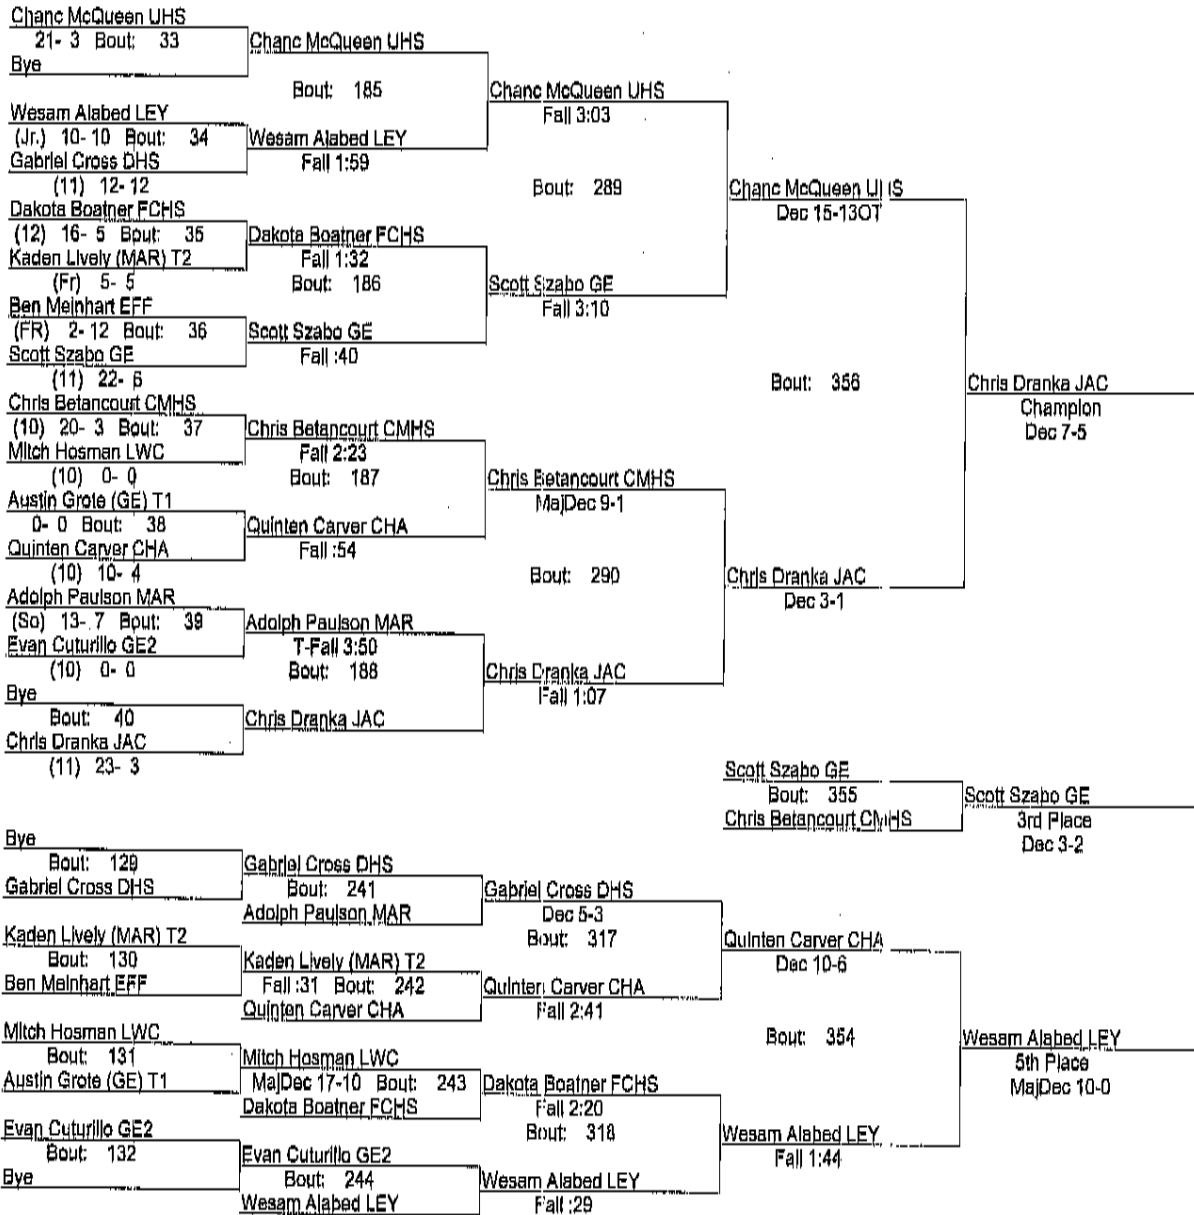 Chanc McQueen UHS
21- 3 Bout: 33
Bye
Chanc McQueen UHS
Bout: 185
Wesam Alabed LEY
(Jr.) 10- 10 Bout: 34
Gabriel Cross DHS
(11) 12- 12
Wesam Alabed LEY
Fall 1:59
Chanc McQueen UHS
Fall 3:03
Bout: 289
Dakota Boatner FCHS
(12) 16- 5 Bout: 35
Kaden Lively (MAR) T2
(Fr) 5- 5
Dakota Boatner FCHS
Fall 1:32
Bout: 186
Ben Meinhart EFF
(FR) 2- 12 Bout: 36
Scott Szabo GE
(11) 22- 6
Scott Szabo GE
Fall :40
Scott Szabo GE
Fall 3:10
Chanc McQueen UHS
Dec 15-13OT
Bout: 356
Chris Betancourt CMHS
(10) 20- 3 Bout: 37
Mitch Hosman LWC
(10) 0- 0
Chris Betancourt CMHS
Fall 2:23
Bout: 187
Austin Grote (GE) T1
0- 0 Bout: 38
Quinten Carver CHA
(10) 10- 4
Quinten Carver CHA
Fall :54
Chris Betancourt CMHS
MajDec 9-1
Bout: 290
Adolph Paulson MAR
(So) 13- 7 Bout: 39
Evan Cuturillo GE2
(10) 0- 0
Adolph Paulson MAR
T-Fall 3:50
Bout: 188
Bye
Bout: 40
Chris Dranka JAC
(11) 23- 3
Chris Dranka JAC
Chris Dranka JAC
Fall 1:07
Chris Dranka JAC
Dec 3-1
Chris Dranka JAC
Champion
Dec 7-5
Scott Szabo GE
Bout: 355
Chris Betancourt CMHS
Scott Szabo GE
3rd Place
Dec 3-2
Bye
Bout: 129
Gabriel Cross DHS
Gabriel Cross DHS
Bout: 241
Adolph Paulson MAR
Gabriel Cross DHS
Dec 5-3
Bout: 317
Kaden Lively (MAR) T2
Bout: 130
Ben Meinhart EFF
Kaden Lively (MAR) T2
Fall :31 Bout: 242
Quinten Carver CHA
Quinten Carver CHA
Fall 2:41
Quinten Carver CHA
Dec 10-6
Bout: 354
Mitch Hosman LWC
Bout: 131
Austin Grote (GE) T1
Mitch Hosman LWC
MajDec 17-10 Bout: 243
Dakota Boatner FCHS
Dakota Boatner FCHS
Fall 2:20
Bout: 318
Evan Cuturillo GE2
Bout: 132
Bye
Evan Cuturillo GE2
Bout: 244
Wesam Alabed LEY
Wesam Alabed LEY
Fall :29
Wesam Alabed LEY
Fall 1:44
Wesam Alabed LEY
5th Place
MajDec 10-0